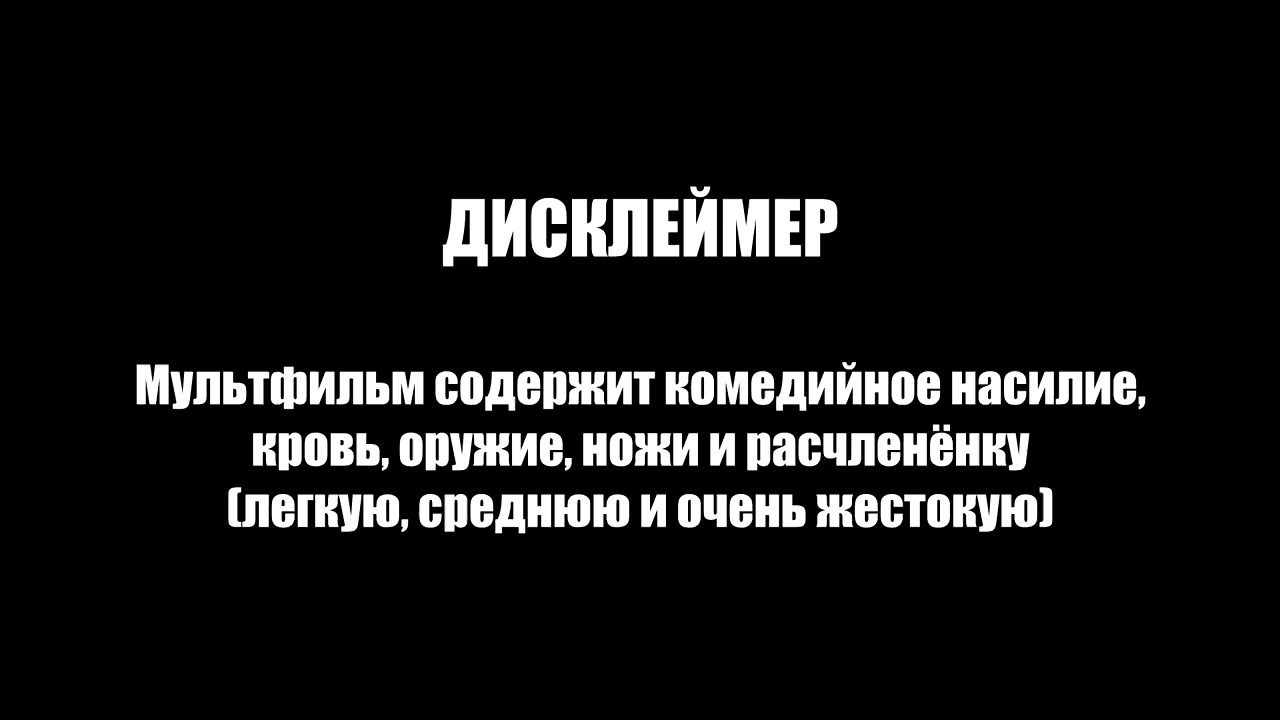 ДИСКЛЕЙМЕР
Мультфильм содержит комедийное насилие,
кровь, оружие, ножи и расчленёнку
(легкую, среднюю и очень жестокую)